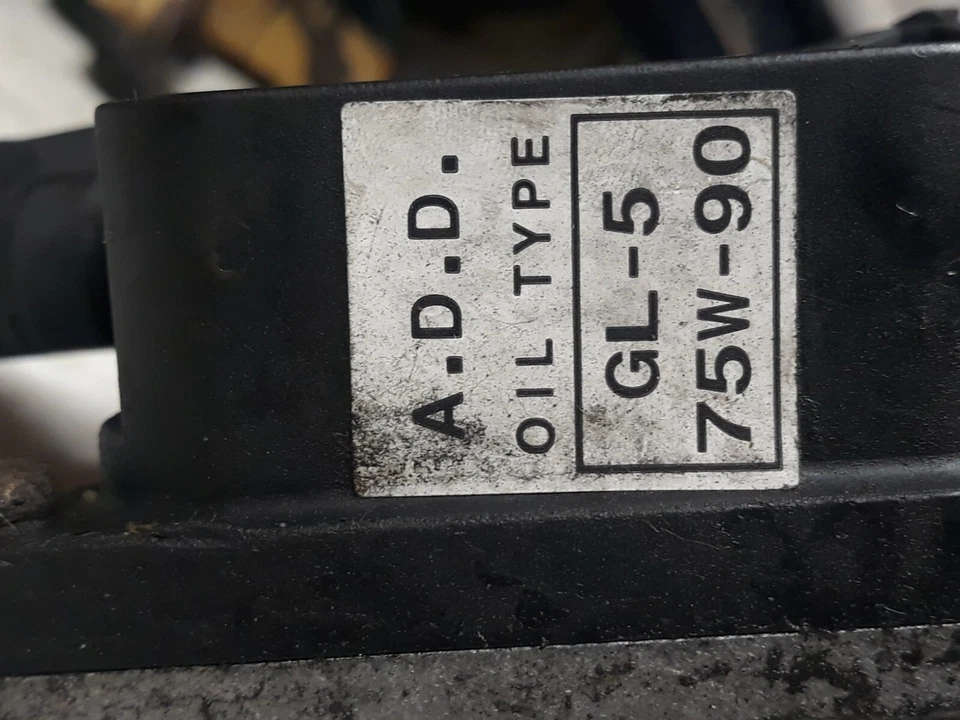 A.D.D.
OIL TYPE
GL-5
75W-90